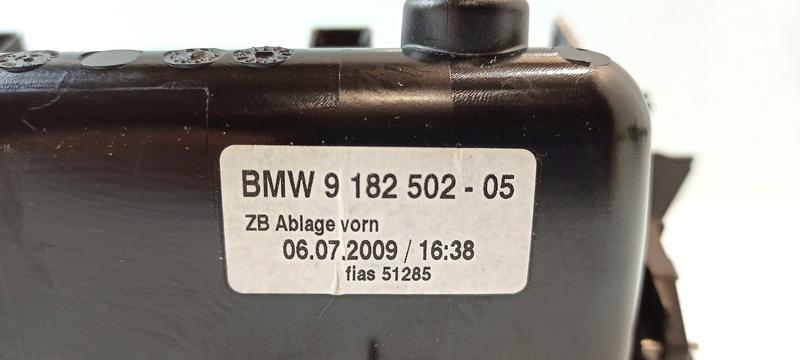 BMW 9 182 502 - 05
ZB Ablage vorn
06.07.2009 / 16:38
fias 51285